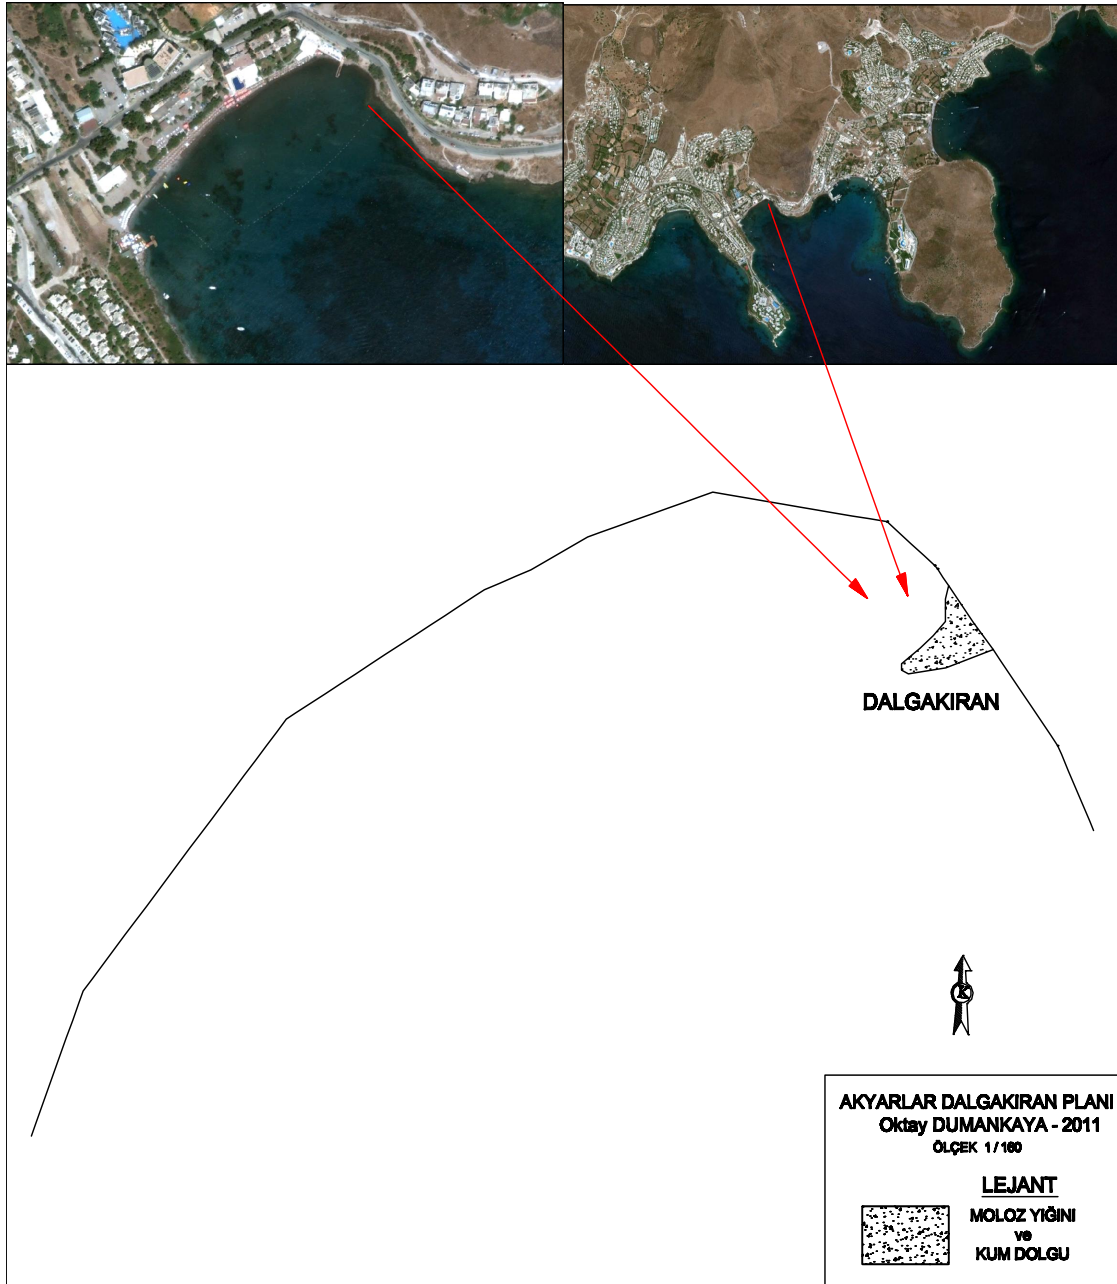 DALGAKIRAN
K
AKYARLAR DALGAKIRAN PLANI
Oktay DUMANKAYA - 2011
ÖLÇEK 1/160
LEJANT
MOLOZ YIĞINI
ve
KUM DOLGU